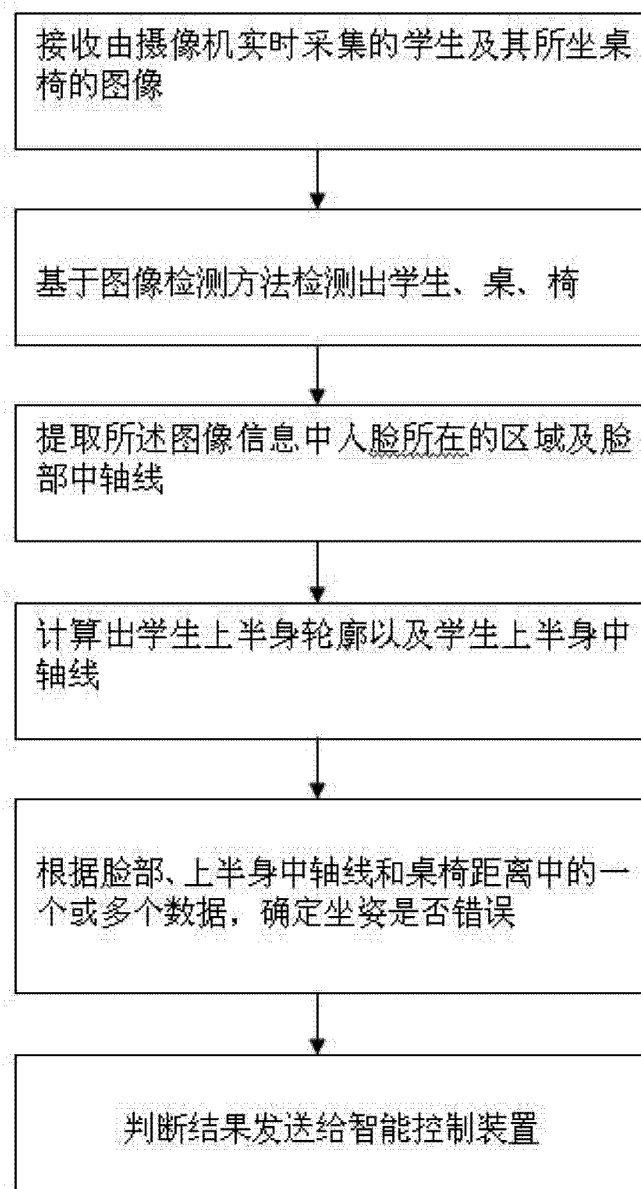 接收由摄像机实时采集的学生及其所坐桌
椅的图像
基于图像检测方法检测出学生、桌、椅
提取所述图像信息中人脸所在的区域及脸
部中轴线
计算出学生上半身轮廓以及学生上半身中
轴线
根据脸部、上半身中轴线和桌椅距离中的一
个或多个数据，确定坐姿是否错误
判断结果发送给智能控制装置